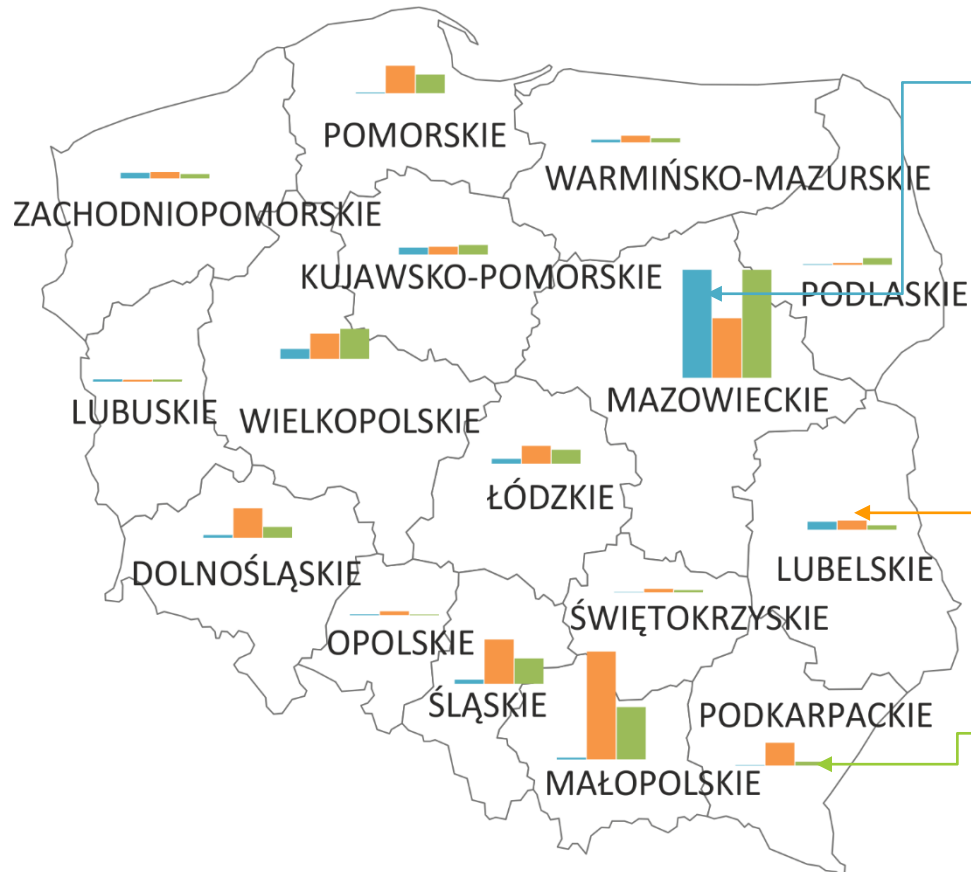 POMORSKIE
WARMIŃSKO-MAZURSKIE
ZACHODNIOPOMORSKIE
KUJAWSKO-POMORSKIE
PODLASKIE
LUBUSKIE
WIELKOPOLSKIE
MAZOWIECKIE
ŁÓDZKIE
DOLNOŚLĄSKIE
LUBELSKIE
OPOLSKIE
ŚWIĘTOKRZYSKIE
ŚLĄSKIE
PODKARPACKIE
MAŁOPOLSKIE